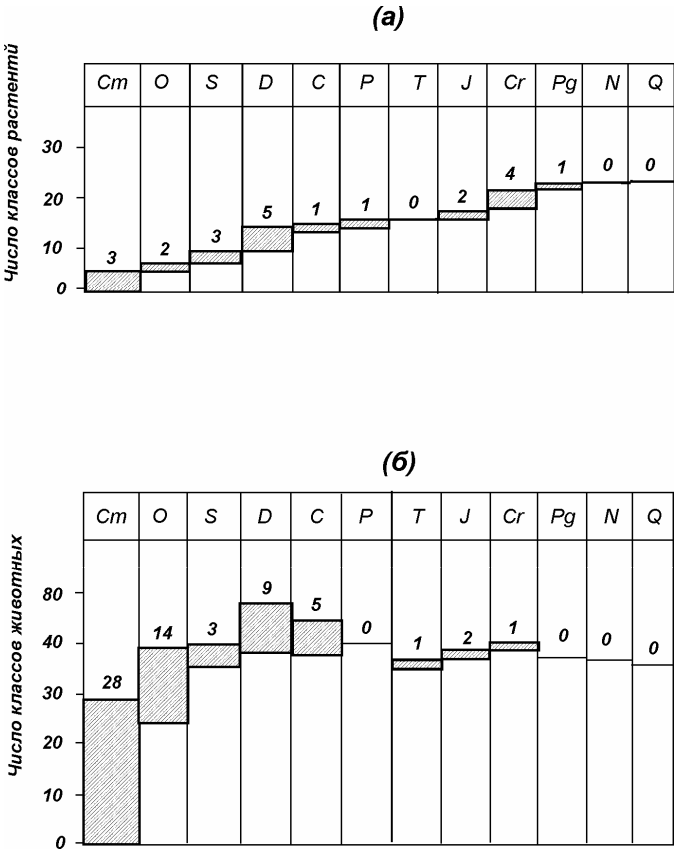 (а)
Число классов растентй
Cm O S D C P T J Cr Pg N Q
30
20
10
0
3 2 3 5 1 1 0 2 4 1 0 0
(б)
Число классов животных
Cm O S D C P T J Cr Pg N Q
80
40
30
20
10
0
28 14 3 9 5 0 1 2 1 0 0 0